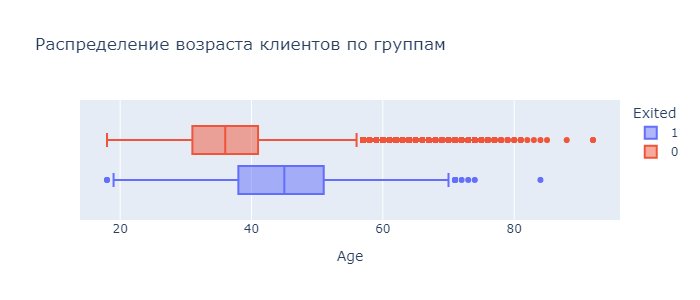 Распределение возраста клиентов по группам
Exited
1
0
20 40 60 80
Age